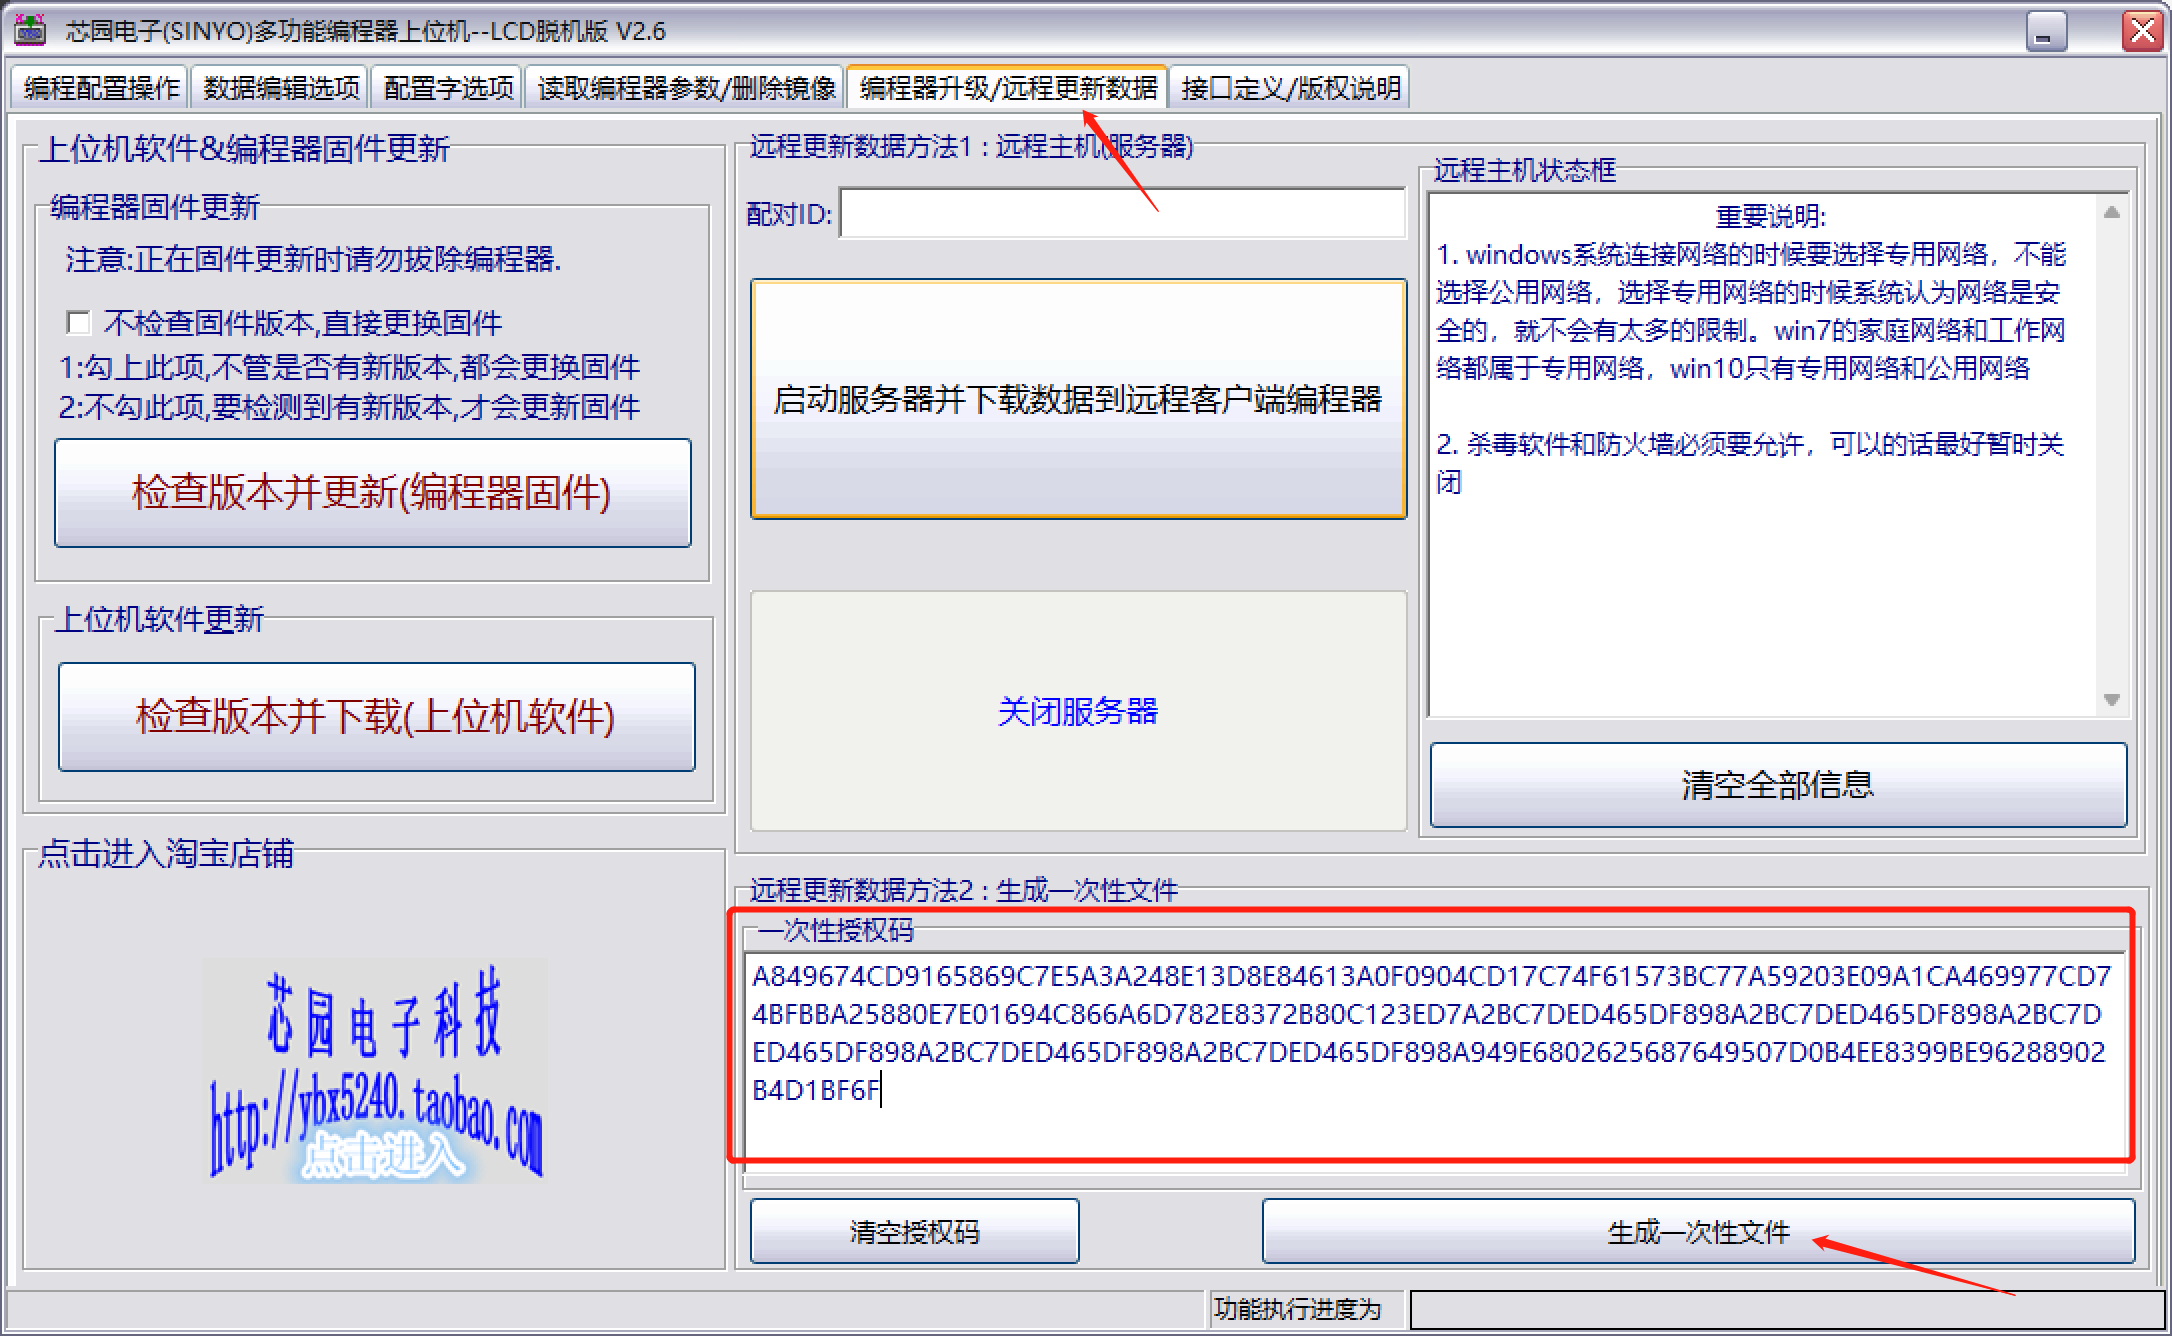 芯园电子(SINYO)多功能编程器上位机--LCD脱机版 V2.6
编程配置操作
数据编辑选项
配置字选项
读取编程器参数/删除镜像
编程器升级/远程更新数据
接口定义/版权说明
上位机软件&编程器固件更新
编程器固件更新
注意:正在固件更新时请勿拔除编程器.
不检查固件版本,直接更换固件
1:勾上此项,不管是否有新版本,都会更换固件
2:不勾此项,要检测到有新版本,才会更新固件
检查版本并更新(编程器固件)
上位机软件更新
检查版本并下载(上位机软件)
点击进入淘宝店铺
芯园电子科技
http://ybx5240.taobao.com
点击进入
远程更新数据方法1 : 远程主机(服务器)
配对ID:
启动服务器并下载数据到远程客户端编程器
关闭服务器
远程主机状态框
重要说明:
1. windows系统连接网络的时候要选择专用网络，不能
选择公用网络，选择专用网络的时候系统认为网络是安
全的，就不会有太多的限制。win7的家庭网络和工作网
络都属于专用网络，win10只有专用网络和公用网络
2. 杀毒软件和防火墙必须要允许，可以的话最好暂时关
闭
清空全部信息
远程更新数据方法2 : 生成一次性文件
一次性授权码
A849674CD9165869C7E5A3A248E13D8E84613A0F0904CD17C74F61573BC77A59203E09A1CA469977CD7
4BFBBA25880E7E01694C866A6D782E8372B80C123ED7A2BC7DED465DF898A2BC7DED465DF898A2BC7D
ED465DF898A2BC7DED465DF898A2BC7DED465DF898A949E6802625687649507D0B4EE8399BE96288902
B4D1BF6F
清空授权码
生成一次性文件
功能执行进度为